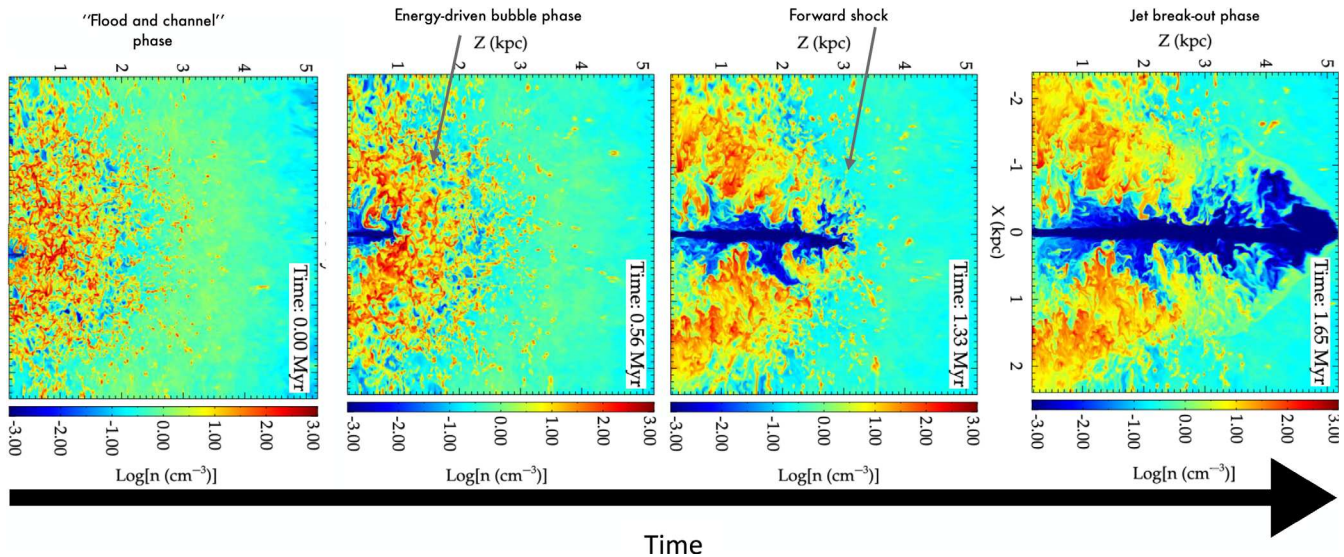 "Flood and channel"
phase
Energy-driven bubble phase
Forward shock
Jet break-out phase
Z (kpc)
Z (kpc)
Z (kpc)
1 2 3 4 5
1 2 3 4 5
1 2 3 4 5
1 2 3 4 5
-2
-1
0
1
2
X (kpc)
Time: 0.00 Myr
Time: 0.56 Myr
Time: 1.33 Myr
Time: 1.65 Myr
-3.00 -2.00 -1.00 0.00 1.00 2.00 3.00
-3.00 -2.00 -1.00 0.00 1.00 2.00 3.00
-3.00 -2.00 -1.00 0.00 1.00 2.00 3.00
-3.00 -2.00 -1.00 0.00 1.00 2.00 3.00
Log[n (cm⁻³)]
Log[n (cm⁻³)]
Log[n (cm⁻³)]
Log[n (cm⁻³)]
Time